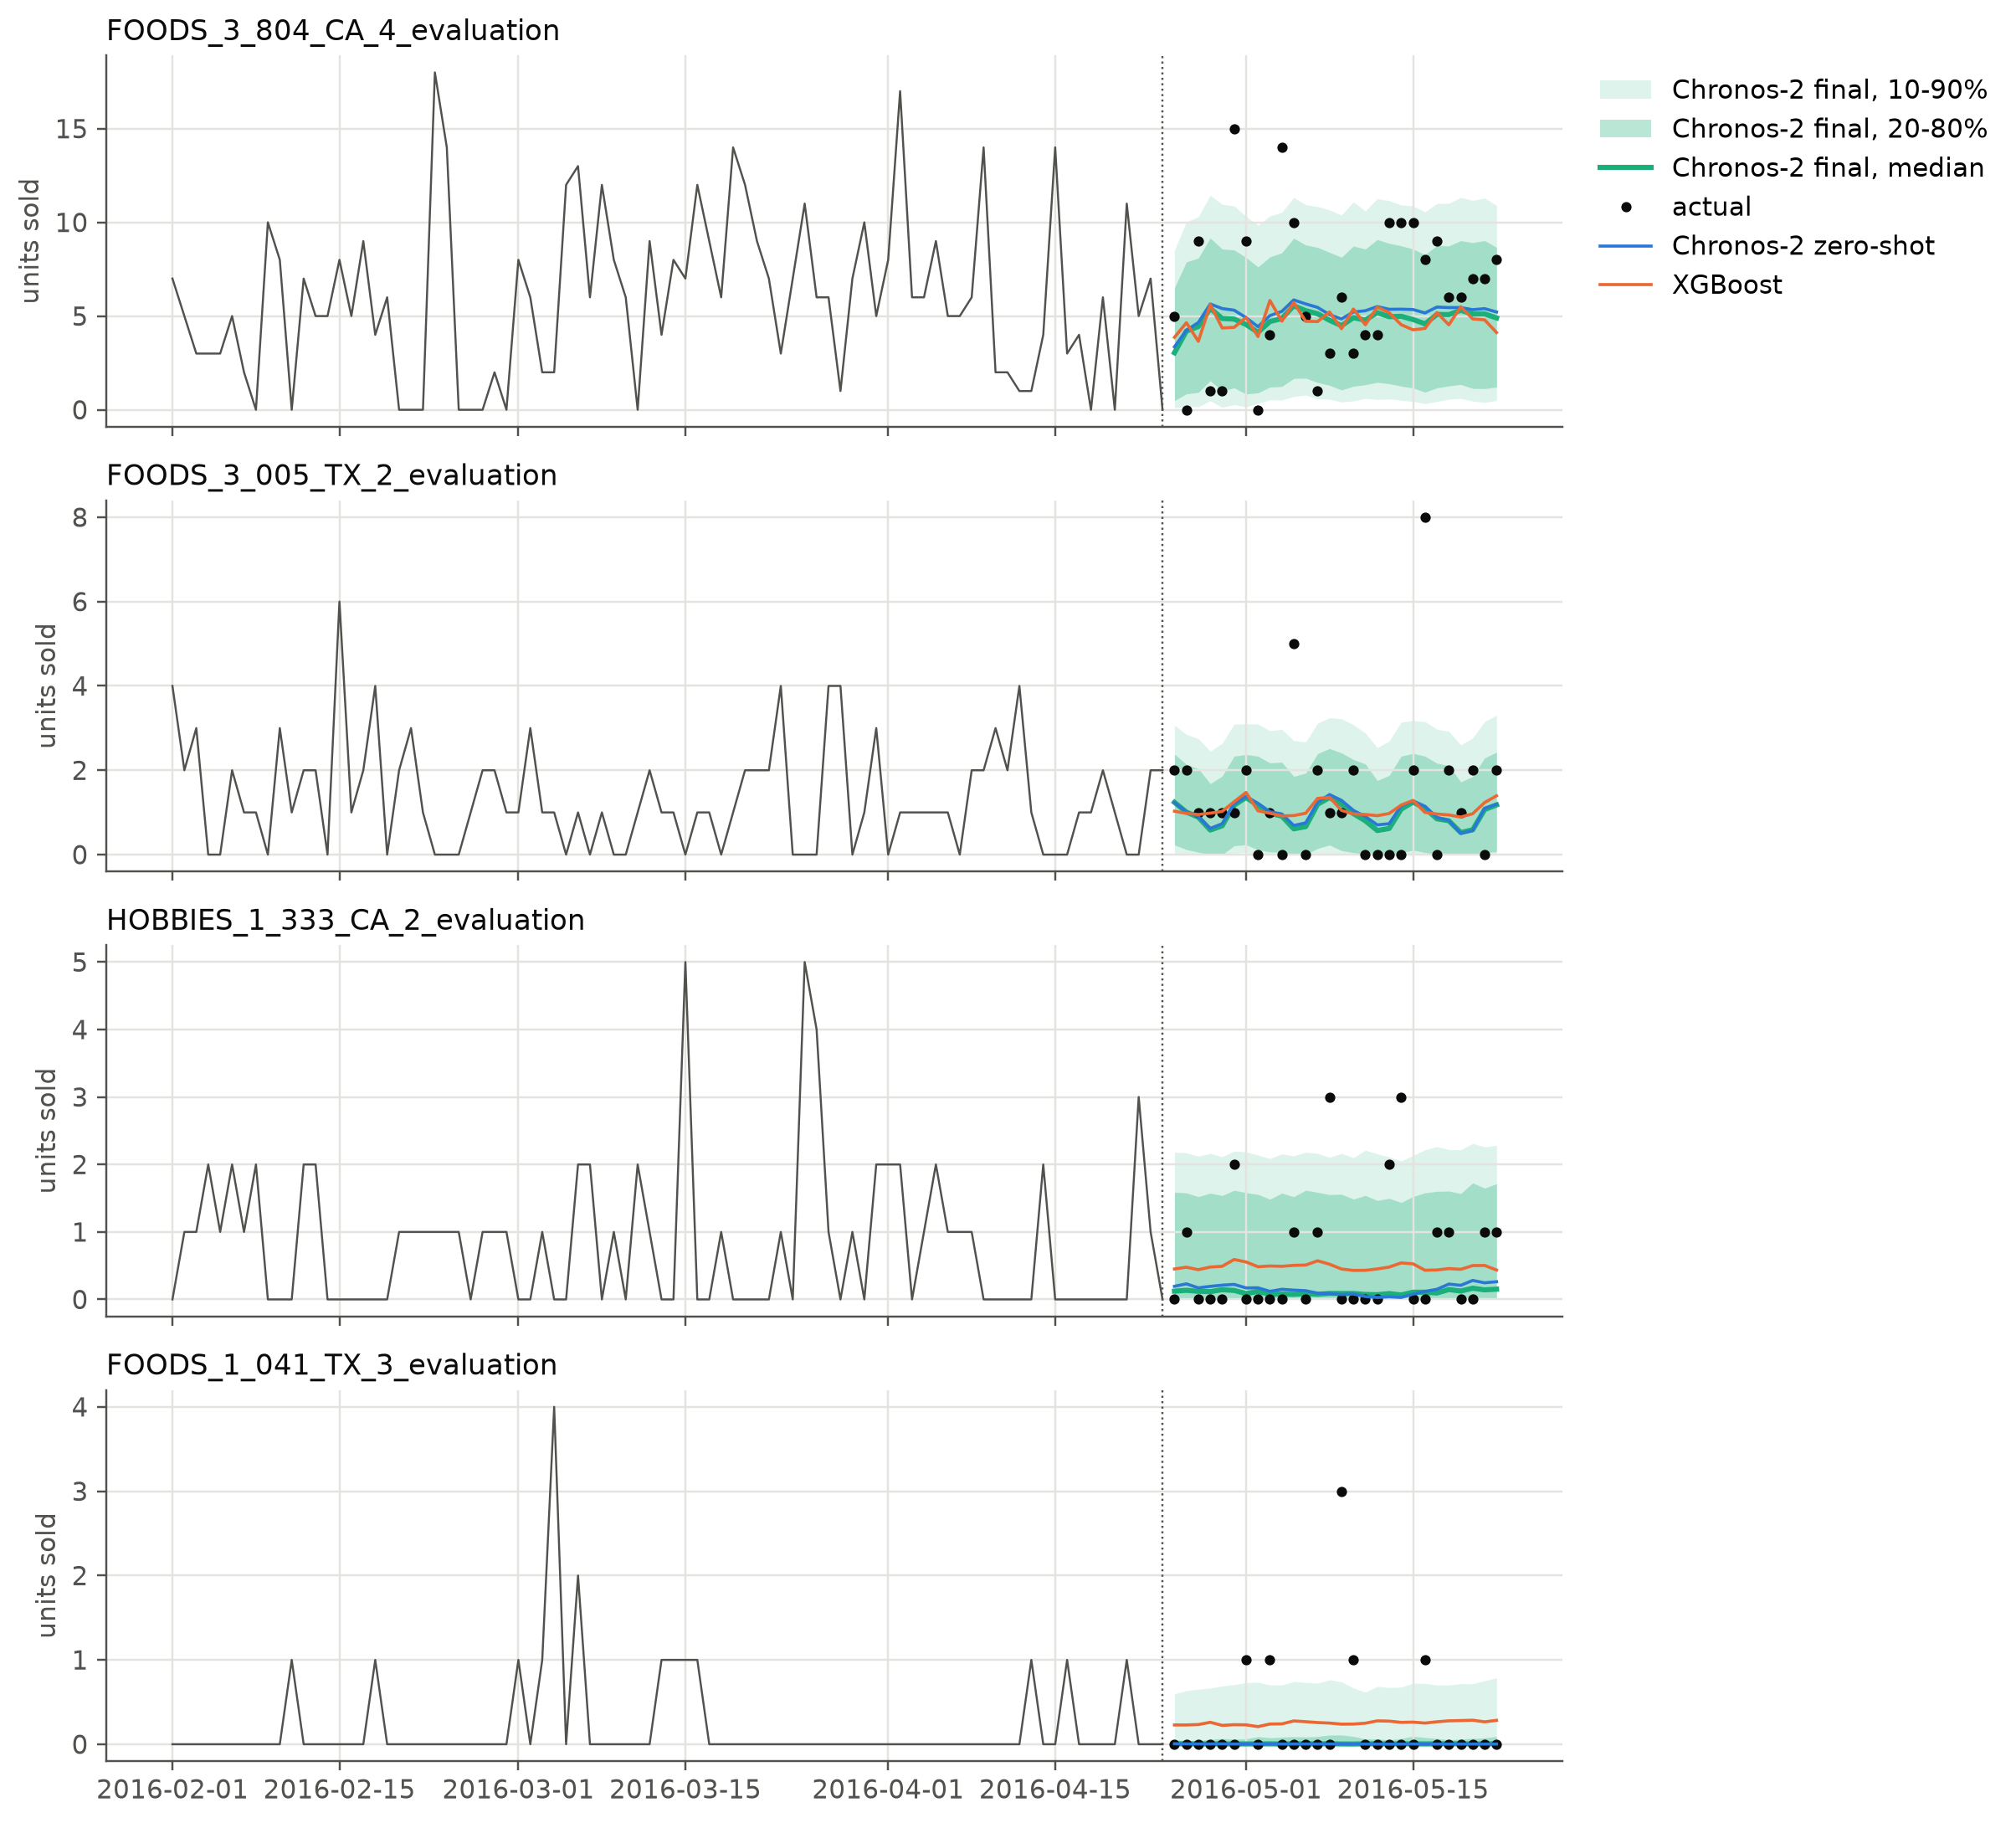 FOODS_3_804_CA_4_evaluation
units sold
15
10
5
0
Chronos-2 final, 10-90%
Chronos-2 final, 20-80%
Chronos-2 final, median
actual
Chronos-2 zero-shot
XGBoost
FOODS_3_005_TX_2_evaluation
units sold
8
6
4
2
0
HOBBIES_1_333_CA_2_evaluation
units sold
5
4
3
2
1
0
FOODS_1_041_TX_3_evaluation
units sold
4
3
2
1
0
2016-02-01 2016-02-15 2016-03-01 2016-03-15 2016-04-01 2016-04-15 2016-05-01 2016-05-15